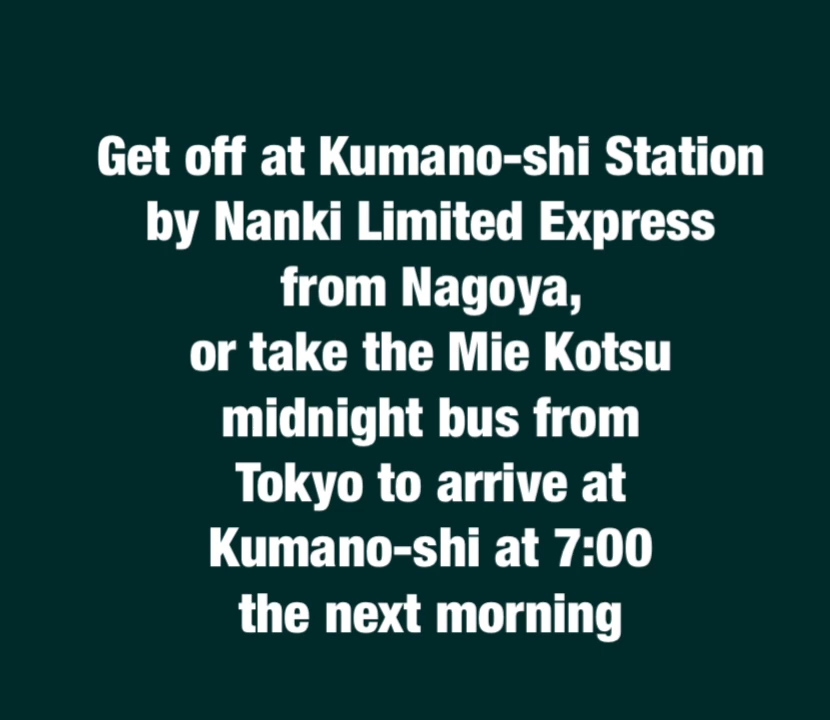 Get off at Kumano-shi Station
by Nanki Limited Express
from Nagoya,
or take the Mie Kotsu
midnight bus from
Tokyo to arrive at
Kumano-shi at 7:00
the next morning